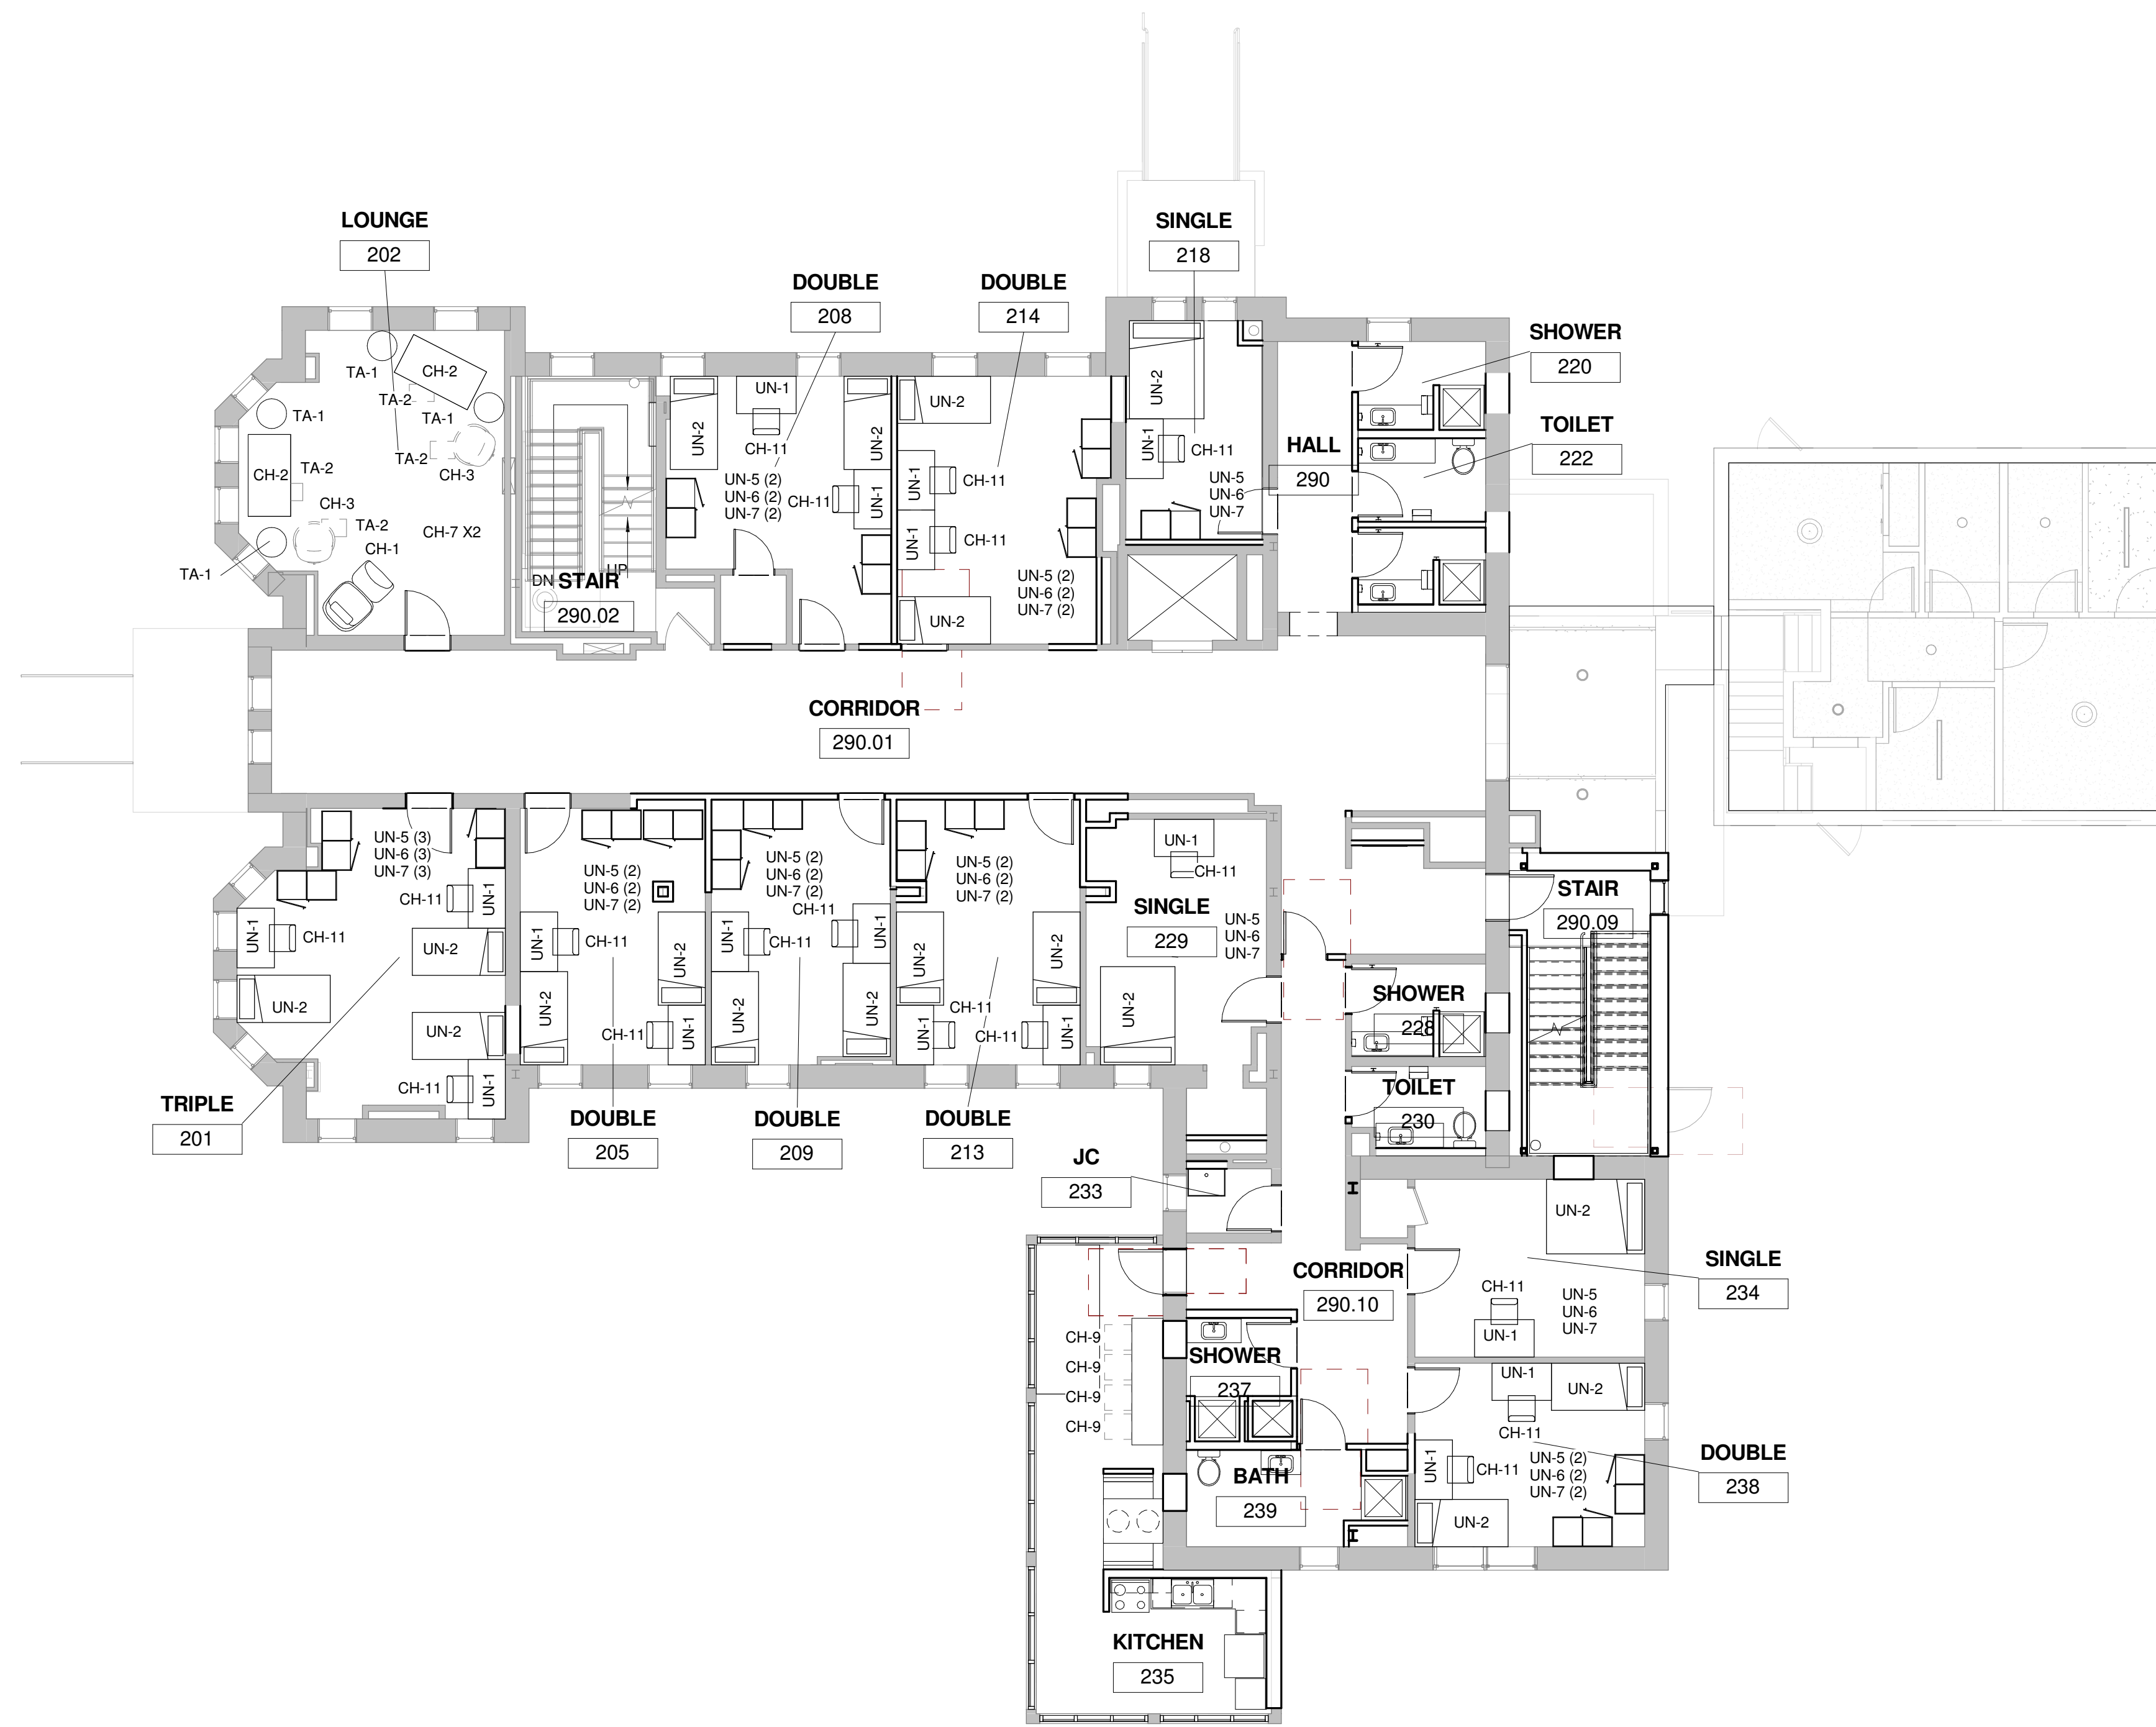 LOUNGE
202
SINGLE
218
DOUBLE
208
DOUBLE
214
SHOWER
220
TOILET
222
HALL
290
TA-1
CH-2
TA-2
TA-1
TA-1
CH-2
TA-2
TA-2
CH-3
CH-3
TA-2
CH-7 X2
CH-1
TA-1
DN
UP
STAIR
290.02
UN-2
UN-1
CH-11
UN-2
UN-5 (2)
UN-6 (2)
UN-7 (2)
CH-11
UN-1
UN-2
UN-1
CH-11
UN-1
CH-11
UN-5 (2)
UN-6 (2)
UN-7 (2)
UN-2
UN-2
UN-1
CH-11
UN-5
UN-6
UN-7
CORRIDOR
290.01
UN-5 (3)
UN-6 (3)
UN-7 (3)
CH-11
UN-1
UN-1
CH-11
UN-2
UN-2
UN-2
CH-11
UN-1
TRIPLE
201
UN-5 (2)
UN-6 (2)
UN-7 (2)
UN-1
CH-11
UN-2
UN-2
CH-11
UN-1
DOUBLE
205
UN-5 (2)
UN-6 (2)
UN-7 (2)
CH-11
UN-1
UN-1
CH-11
UN-2
UN-2
DOUBLE
209
UN-5 (2)
UN-6 (2)
UN-7 (2)
UN-2
UN-2
CH-11
UN-1
CH-11
UN-1
DOUBLE
213
UN-1
CH-11
SINGLE
229
UN-5
UN-6
UN-7
UN-2
STAIR
290.09
SHOWER
228
TOILET
230
JC
233
CORRIDOR
290.10
UN-2
SINGLE
234
CH-11
UN-1
UN-5
UN-6
UN-7
CH-9
CH-9
CH-9
CH-9
SHOWER
237
BATH
239
UN-1
UN-2
CH-11
UN-1
CH-11
UN-5 (2)
UN-6 (2)
UN-7 (2)
UN-2
DOUBLE
238
KITCHEN
235